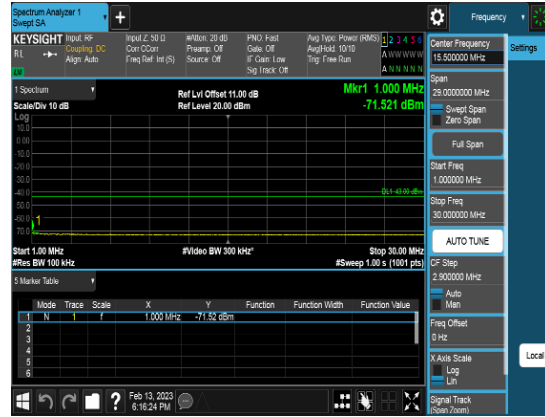 Spectrum Analyzer 1
Swept SA
+
Frequency
KEYSIGHT
RL
Input: RF
Coupling: DC
Align: Auto
Input Z: 50 Ω
Corr CCorr
Freq Ref: Int (S)
#Atten: 20 dB
Preamp: Off
Source: Off
PNO: Fast
Gate: Off
IF Gain: Low
Sig Track: Off
Avg Type: Power (RMS)
Avg|Hold: 10/10
Trig: Free Run
1 2 3 4 5 6
A W W W W W
A N N N N N
1 Spectrum
Scale/Div 10 dB
Ref Lvl Offset 11.00 dB
Ref Level 20.00 dBm
Mkr1 1.000 MHz
-71.521 dBm
Log
10.0
0.00
-10.0
-20.0
-30.0
-40.0
-50.0
-60.0
-70.0
DL1 -43.00 dBm
1
Start 1.00 MHz
#Res BW 100 kHz
#Video BW 300 kHz*
Stop 30.00 MHz
#Sweep 1.00 s (1001 pts)
5 Marker Table
Mode Trace Scale X Y Function Function Width Function Value
1 N 1 f 1.000 MHz -71.52 dBm
2
3
4
5
6
Feb 13, 2023
6:16:24 PM
Center Frequency
15.500000 MHz
Settings
Span
29.0000000 MHz
Swept Span
Zero Span
Full Span
Start Freq
1.000000 MHz
Stop Freq
30.000000 MHz
AUTO TUNE
CF Step
2.900000 MHz
Auto
Man
Freq Offset
0 Hz
X Axis Scale
Log
Lin
Local
Signal Track
(Span Zoom)